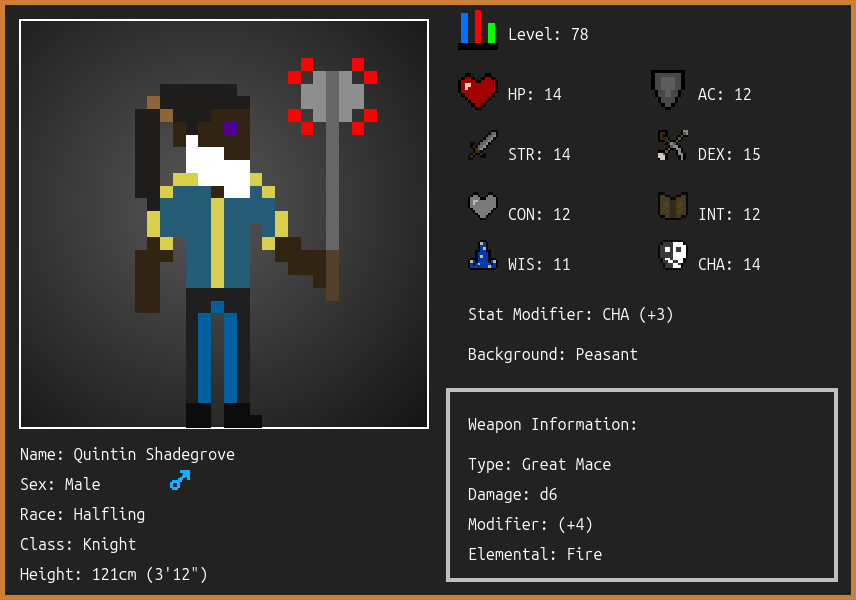 Level: 78
HP: 14
AC: 12
STR: 14
DEX: 15
CON: 12
INT: 12
WIS: 11
CHA: 14
Stat Modifier: CHA (+3)
Background: Peasant
Weapon Information:
Type: Great Mace
Damage: d6
Modifier: (+4)
Elemental: Fire
Name: Quintin Shadegrove
Sex: Male
Race: Halfling
Class: Knight
Height: 121cm (3'12")